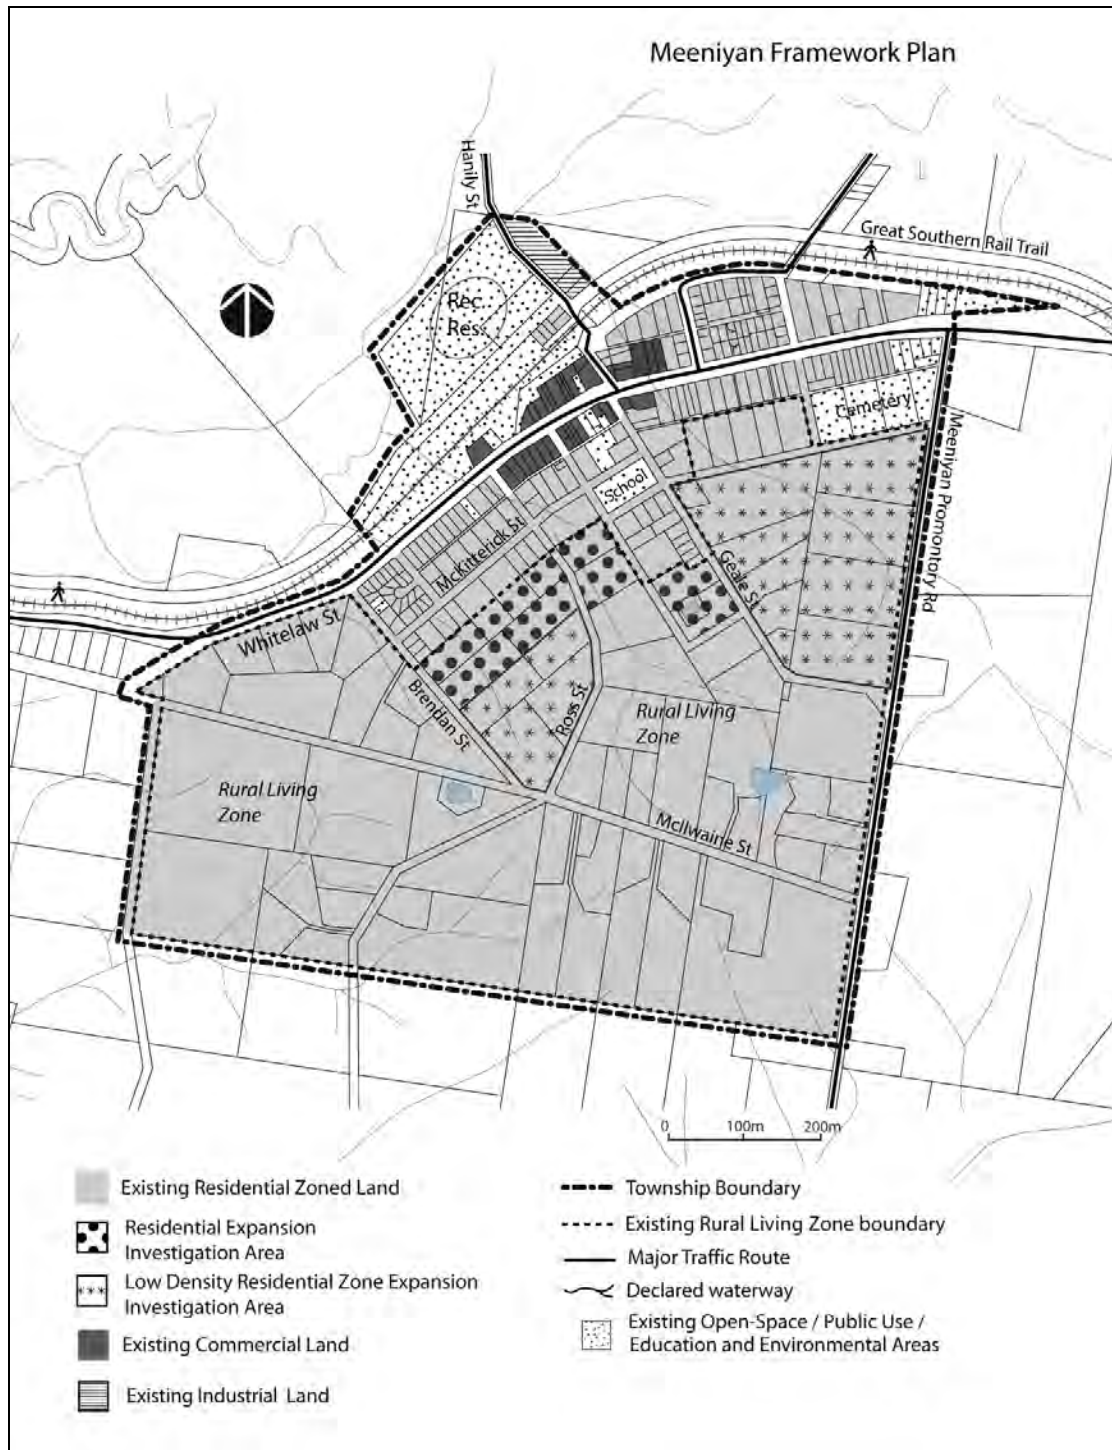 Meeniyan Framework Plan
Hanily St
Great Southern Rail Trail
Rec
Res
Cemetery
Meeniyan Promontory Rd
School
McKitterick St
Geale St
Whitelaw St
Brendan St
Ross St
Rural Living
Zone
Rural Living
Zone
McIlwaine St
0 100m 200m
Existing Residential Zoned Land
Residential Expansion
Investigation Area
Low Density Residential Zone Expansion
Investigation Area
Existing Commercial Land
Existing Industrial Land
Township Boundary
Existing Rural Living Zone boundary
Major Traffic Route
Declared waterway
Existing Open-Space / Public Use /
Education and Environmental Areas